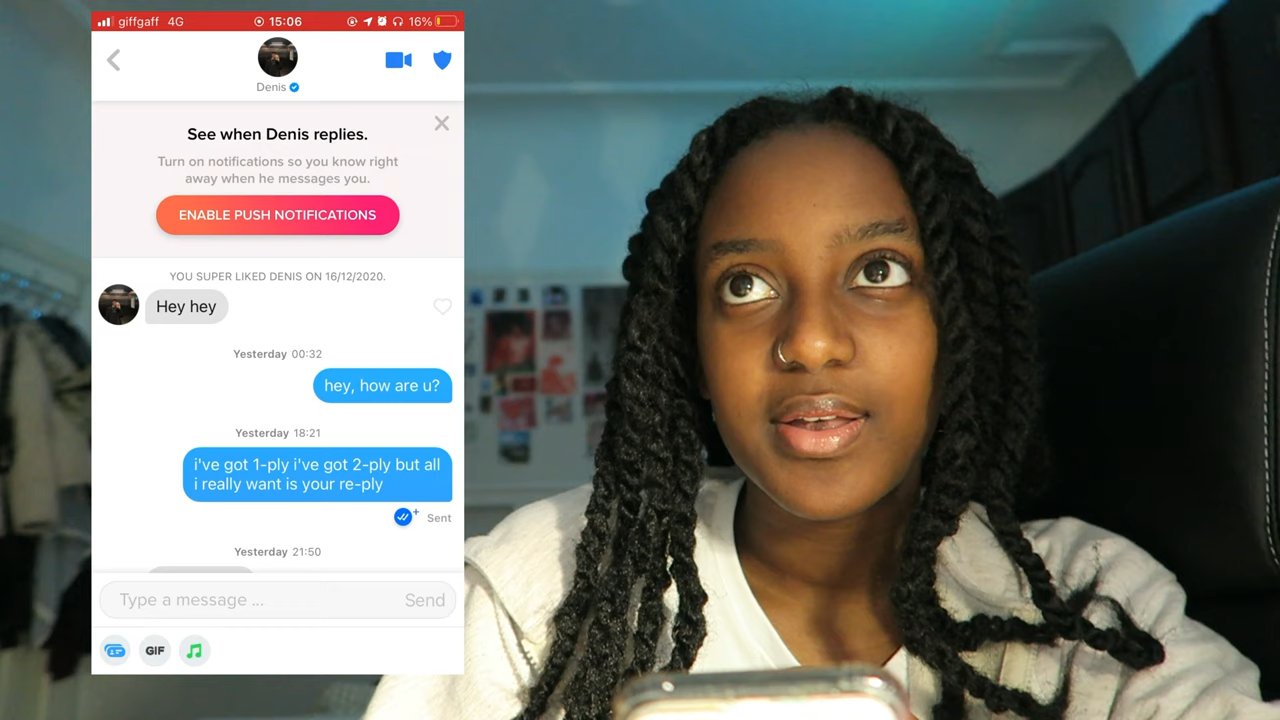 giffgaff 4G 15:06 16%
Denis
See when Denis replies.
Turn on notifications so you know right
away when he messages you.
ENABLE PUSH NOTIFICATIONS
YOU SUPER LIKED DENIS ON 16/12/2020.
Hey hey
Yesterday 00:32
hey, how are u?
Yesterday 18:21
i've got 1-ply i've got 2-ply but all
i really want is your re-ply
Sent
Yesterday 21:50
Type a message ... Send
GIF